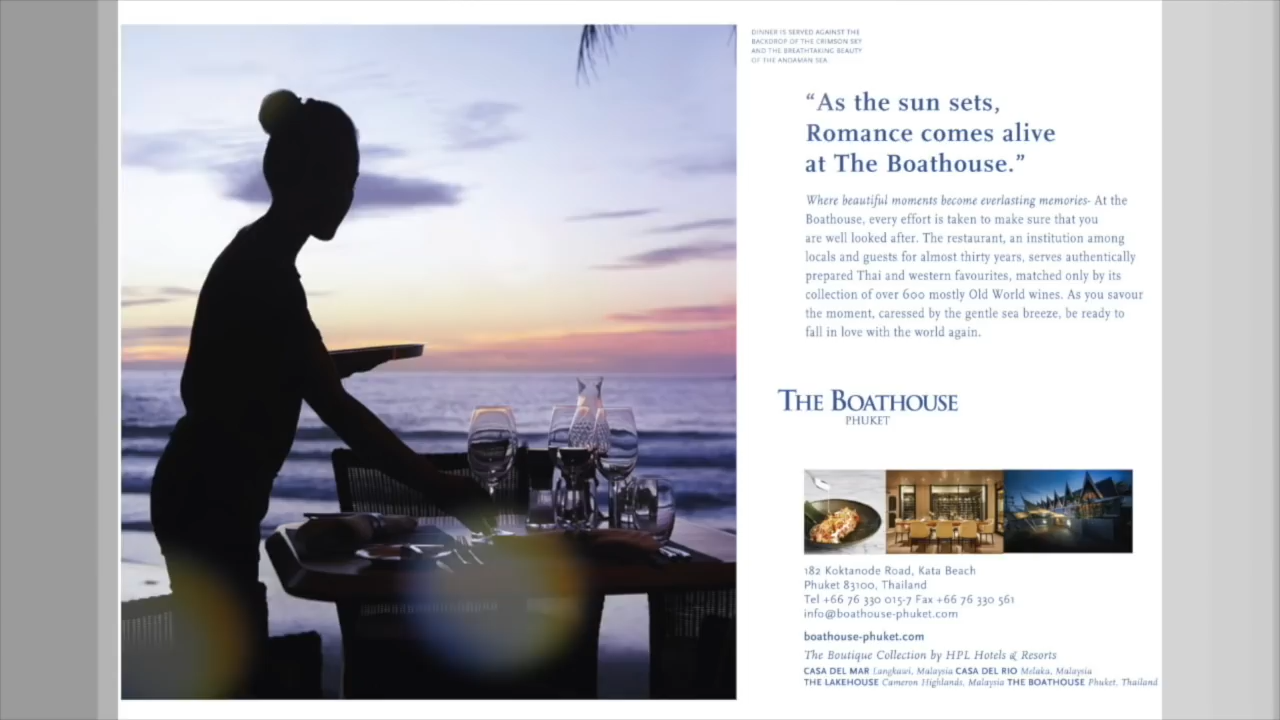 DINNER IS SERVED AGAINST THE
BACKDROP OF THE CRIMSON SKY
AND THE BREATHTAKING BEAUTY
OF THE ANDAMAN SEA.
“As the sun sets,
Romance comes alive
at The Boathouse.”
Where beautiful moments become everlasting memories- At the
Boathouse, every effort is taken to make sure that you
are well looked after. The restaurant, an institution among
locals and guests for almost thirty years, serves authentically
prepared Thai and western favourites, matched only by its
collection of over 600 mostly Old World wines. As you savour
the moment, caressed by the gentle sea breeze, be ready to
fall in love with the world again.
THE BOATHOUSE
PHUKET
182 Koktanode Road, Kata Beach
Phuket 83100, Thailand
Tel +66 76 330 015-7 Fax +66 76 330 561
info@boathouse-phuket.com
boathouse-phuket.com
The Boutique Collection by HPL Hotels & Resorts
CASA DEL MAR Langkawi, Malaysia CASA DEL RIO Melaka, Malaysia
THE LAKEHOUSE Cameron Highlands, Malaysia THE BOATHOUSE Phuket, Thailand